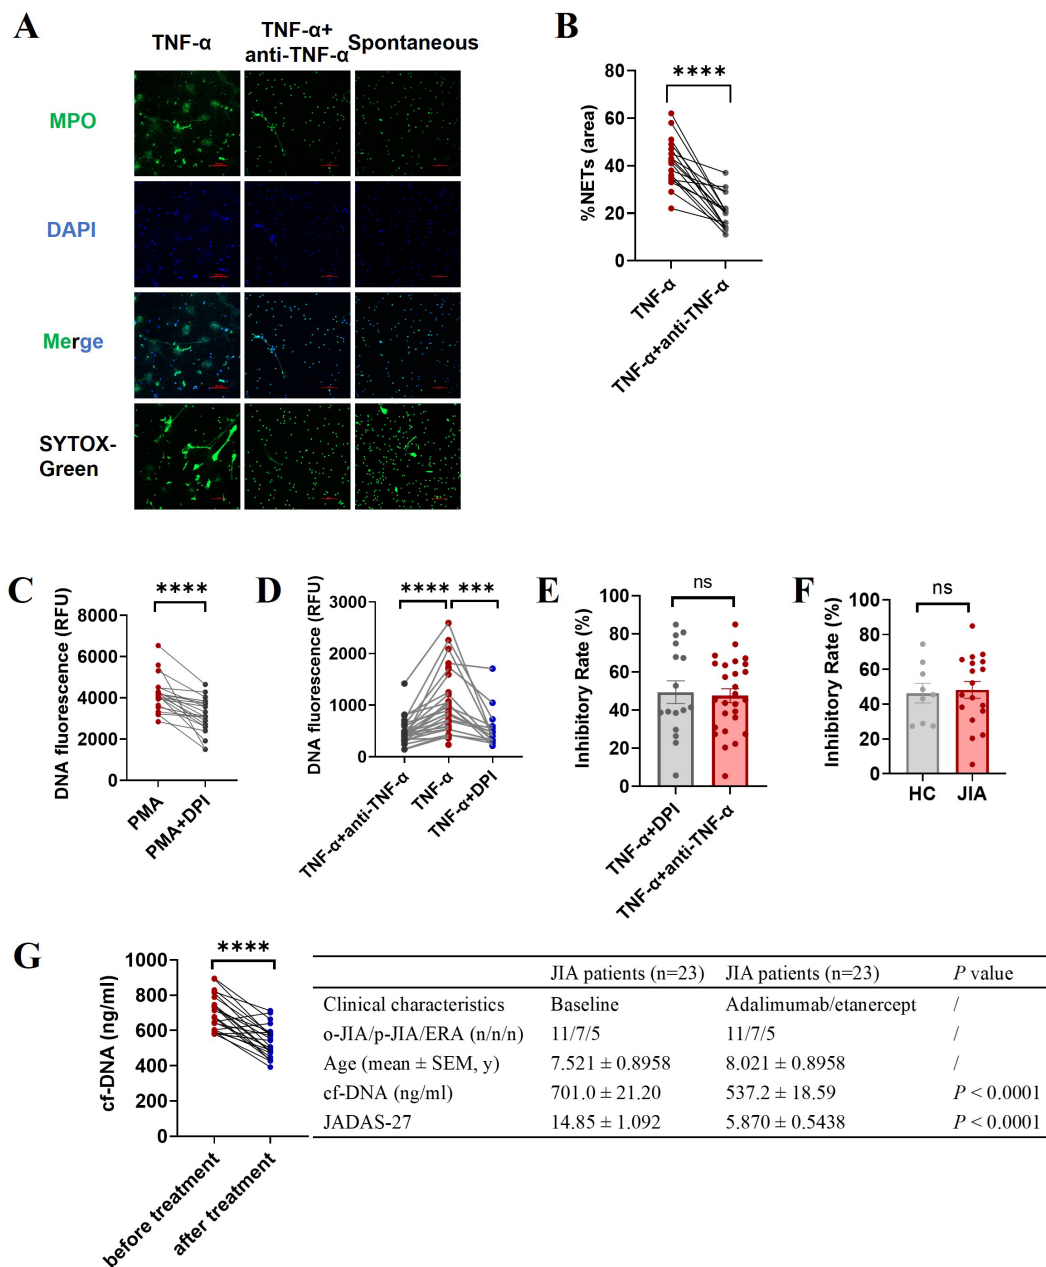 A
TNF-α
TNF-α+
anti-TNF-α
Spontaneous
MPO
DAPI
Merge
SYTOX-
Green
B
****
%NETs (area)
80
60
40
20
0
TNF-α
TNF-α+anti-TNF-α
C
****
DNA fluorescence (RFU)
8000
6000
4000
2000
0
PMA
PMA+DPI
D
**** ***
DNA fluorescence (RFU)
3000
2000
1000
0
TNF-α+anti-TNF-α
TNF-α
TNF-α+DPI
E
ns
Inhibitory Rate (%)
100
80
60
40
20
0
TNF-α+DPI
TNF-α+anti-TNF-α
F
ns
Inhibitory Rate (%)
100
80
60
40
20
0
HC JIA
G
****
cf-DNA (ng/ml)
1000
800
600
400
200
0
before treatment
after treatment
JIA patients (n=23) JIA patients (n=23) P value
Clinical characteristics Baseline Adalimumab/etanercept /
o-JIA/p-JIA/ERA (n/n/n) 11/7/5 11/7/5 /
Age (mean ± SEM, y) 7.521 ± 0.8958 8.021 ± 0.8958 /
cf-DNA (ng/ml) 701.0 ± 21.20 537.2 ± 18.59 P < 0.0001
JADAS-27 14.85 ± 1.092 5.870 ± 0.5438 P < 0.0001